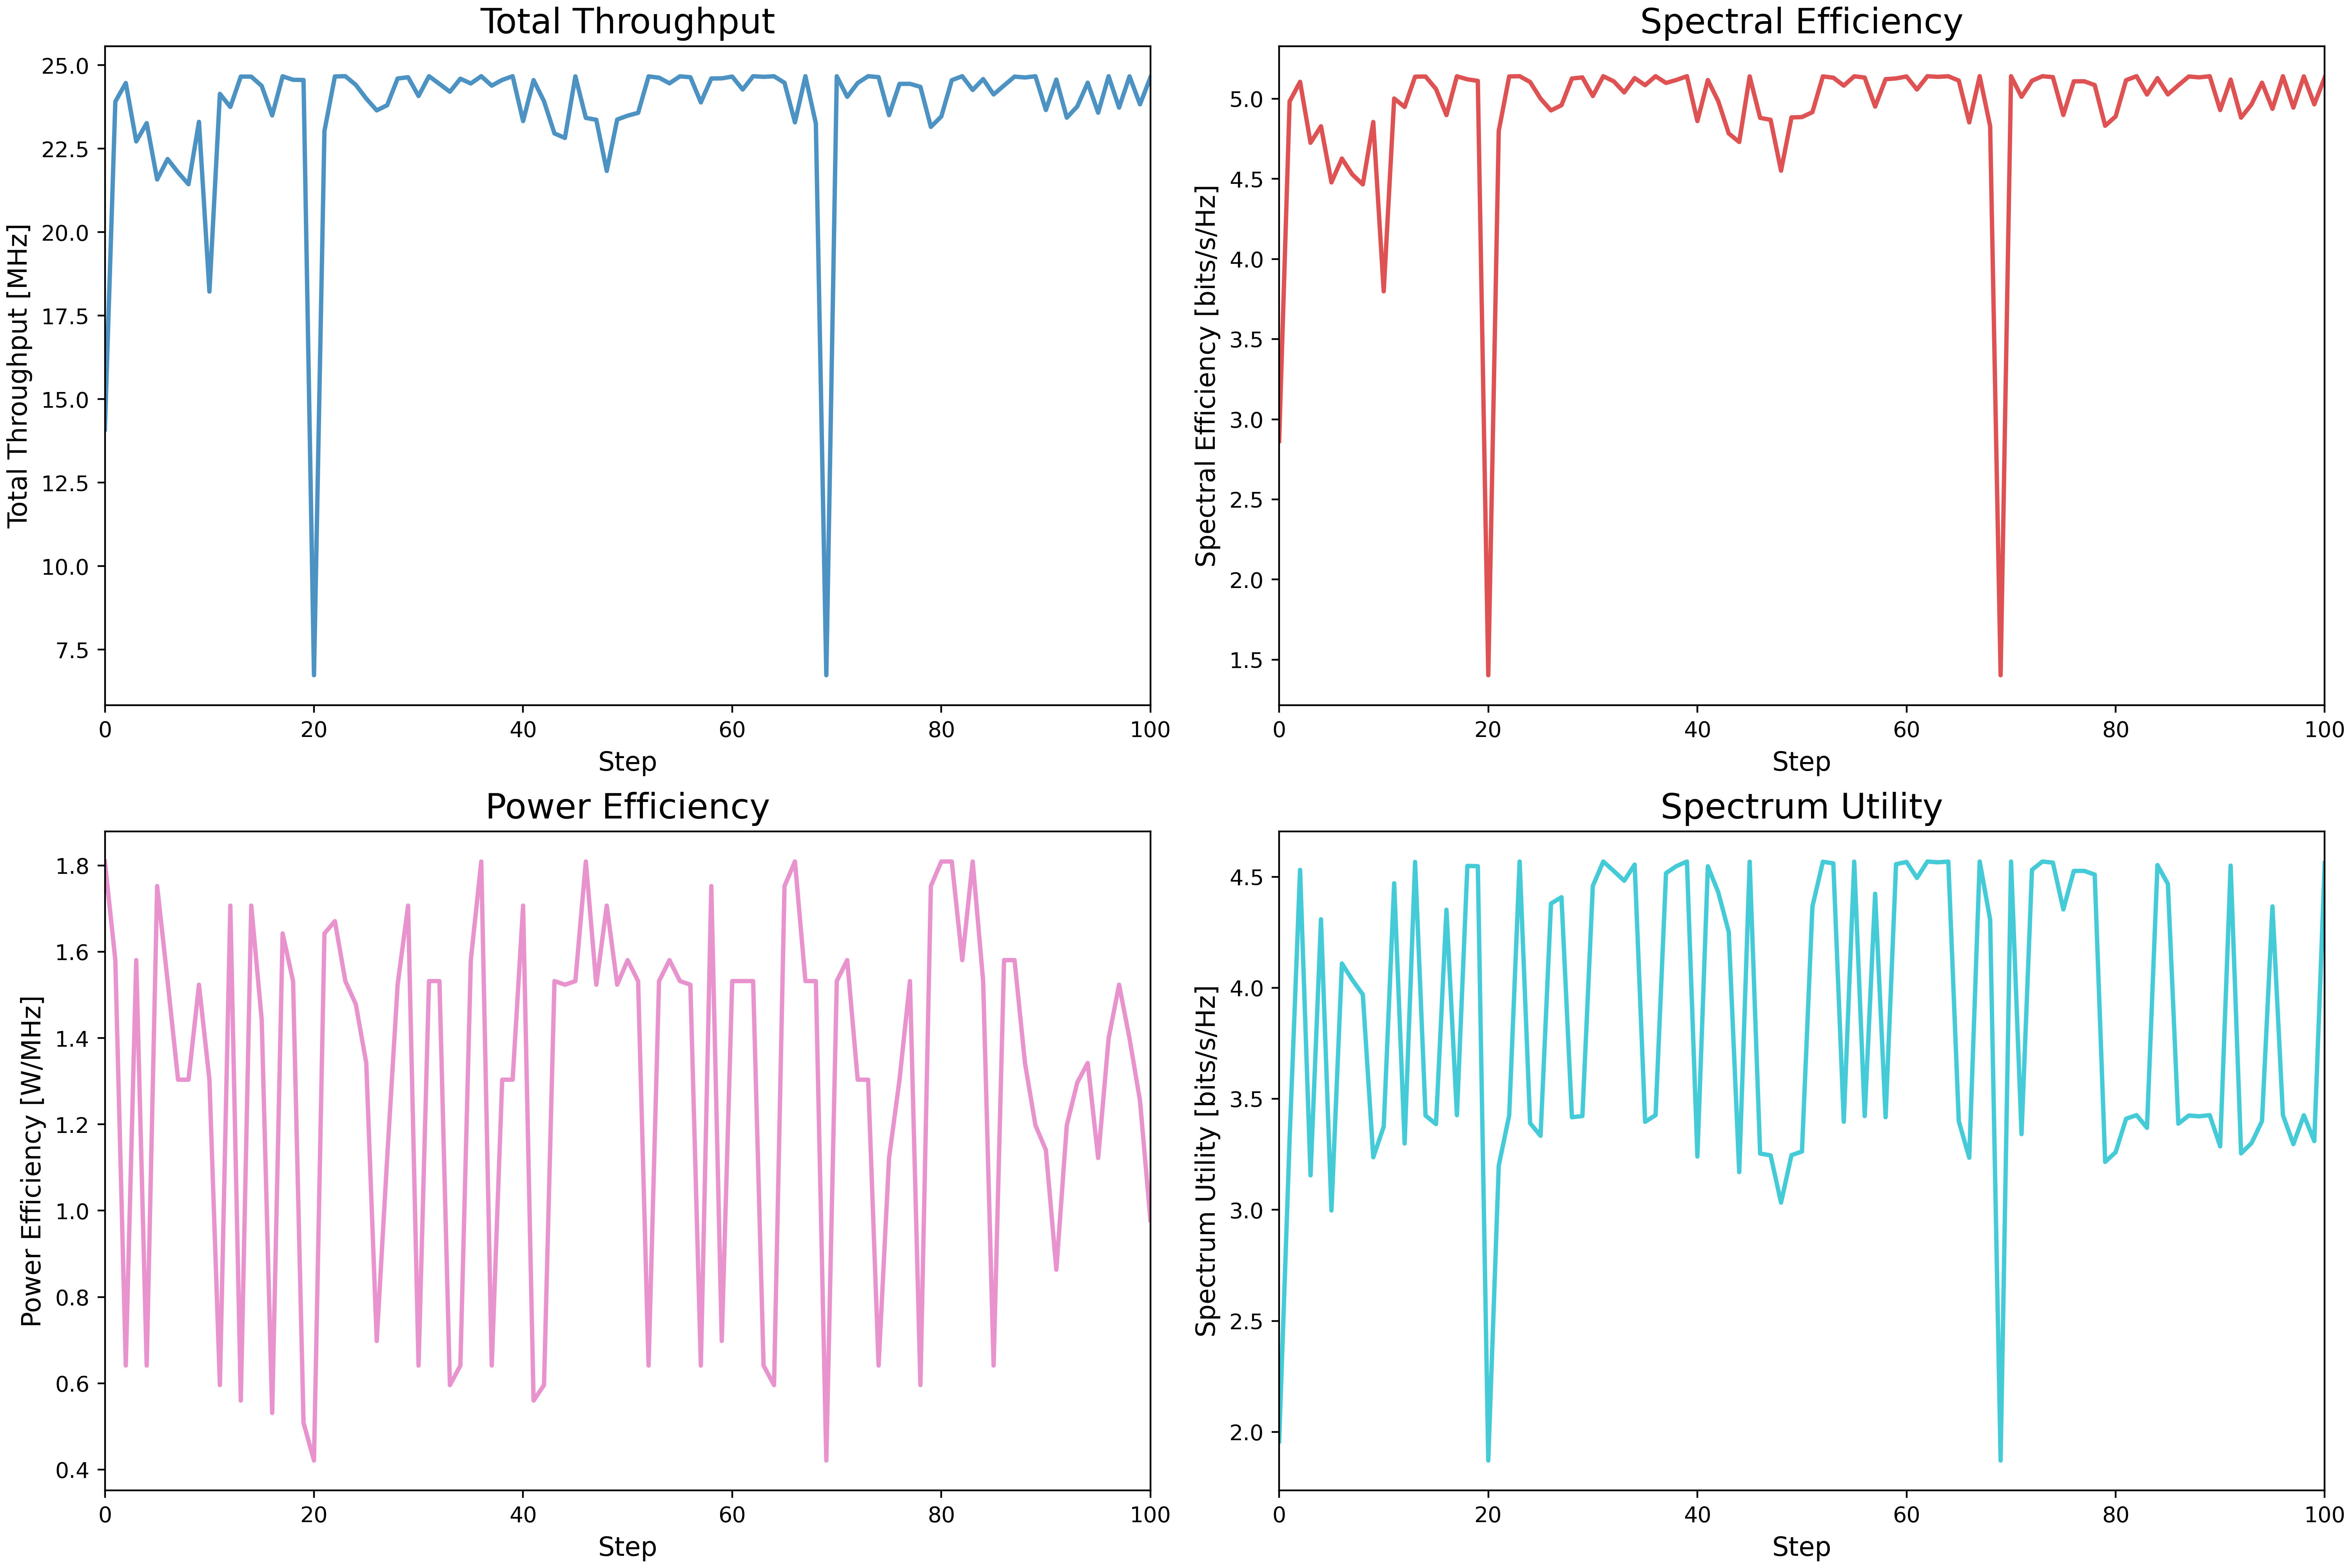 Total Throughput
Total Throughput [MHz]
25.0
22.5
20.0
17.5
15.0
12.5
10.0
7.5
0 20 40 60 80 100
Step
Spectral Efficiency
Spectral Efficiency [bits/s/Hz]
5.0
4.5
4.0
3.5
3.0
2.5
2.0
1.5
0 20 40 60 80 100
Step
Power Efficiency
Power Efficiency [W/MHz]
1.8
1.6
1.4
1.2
1.0
0.8
0.6
0.4
0 20 40 60 80 100
Step
Spectrum Utility
Spectrum Utility [bits/s/Hz]
4.5
4.0
3.5
3.0
2.5
2.0
0 20 40 60 80 100
Step